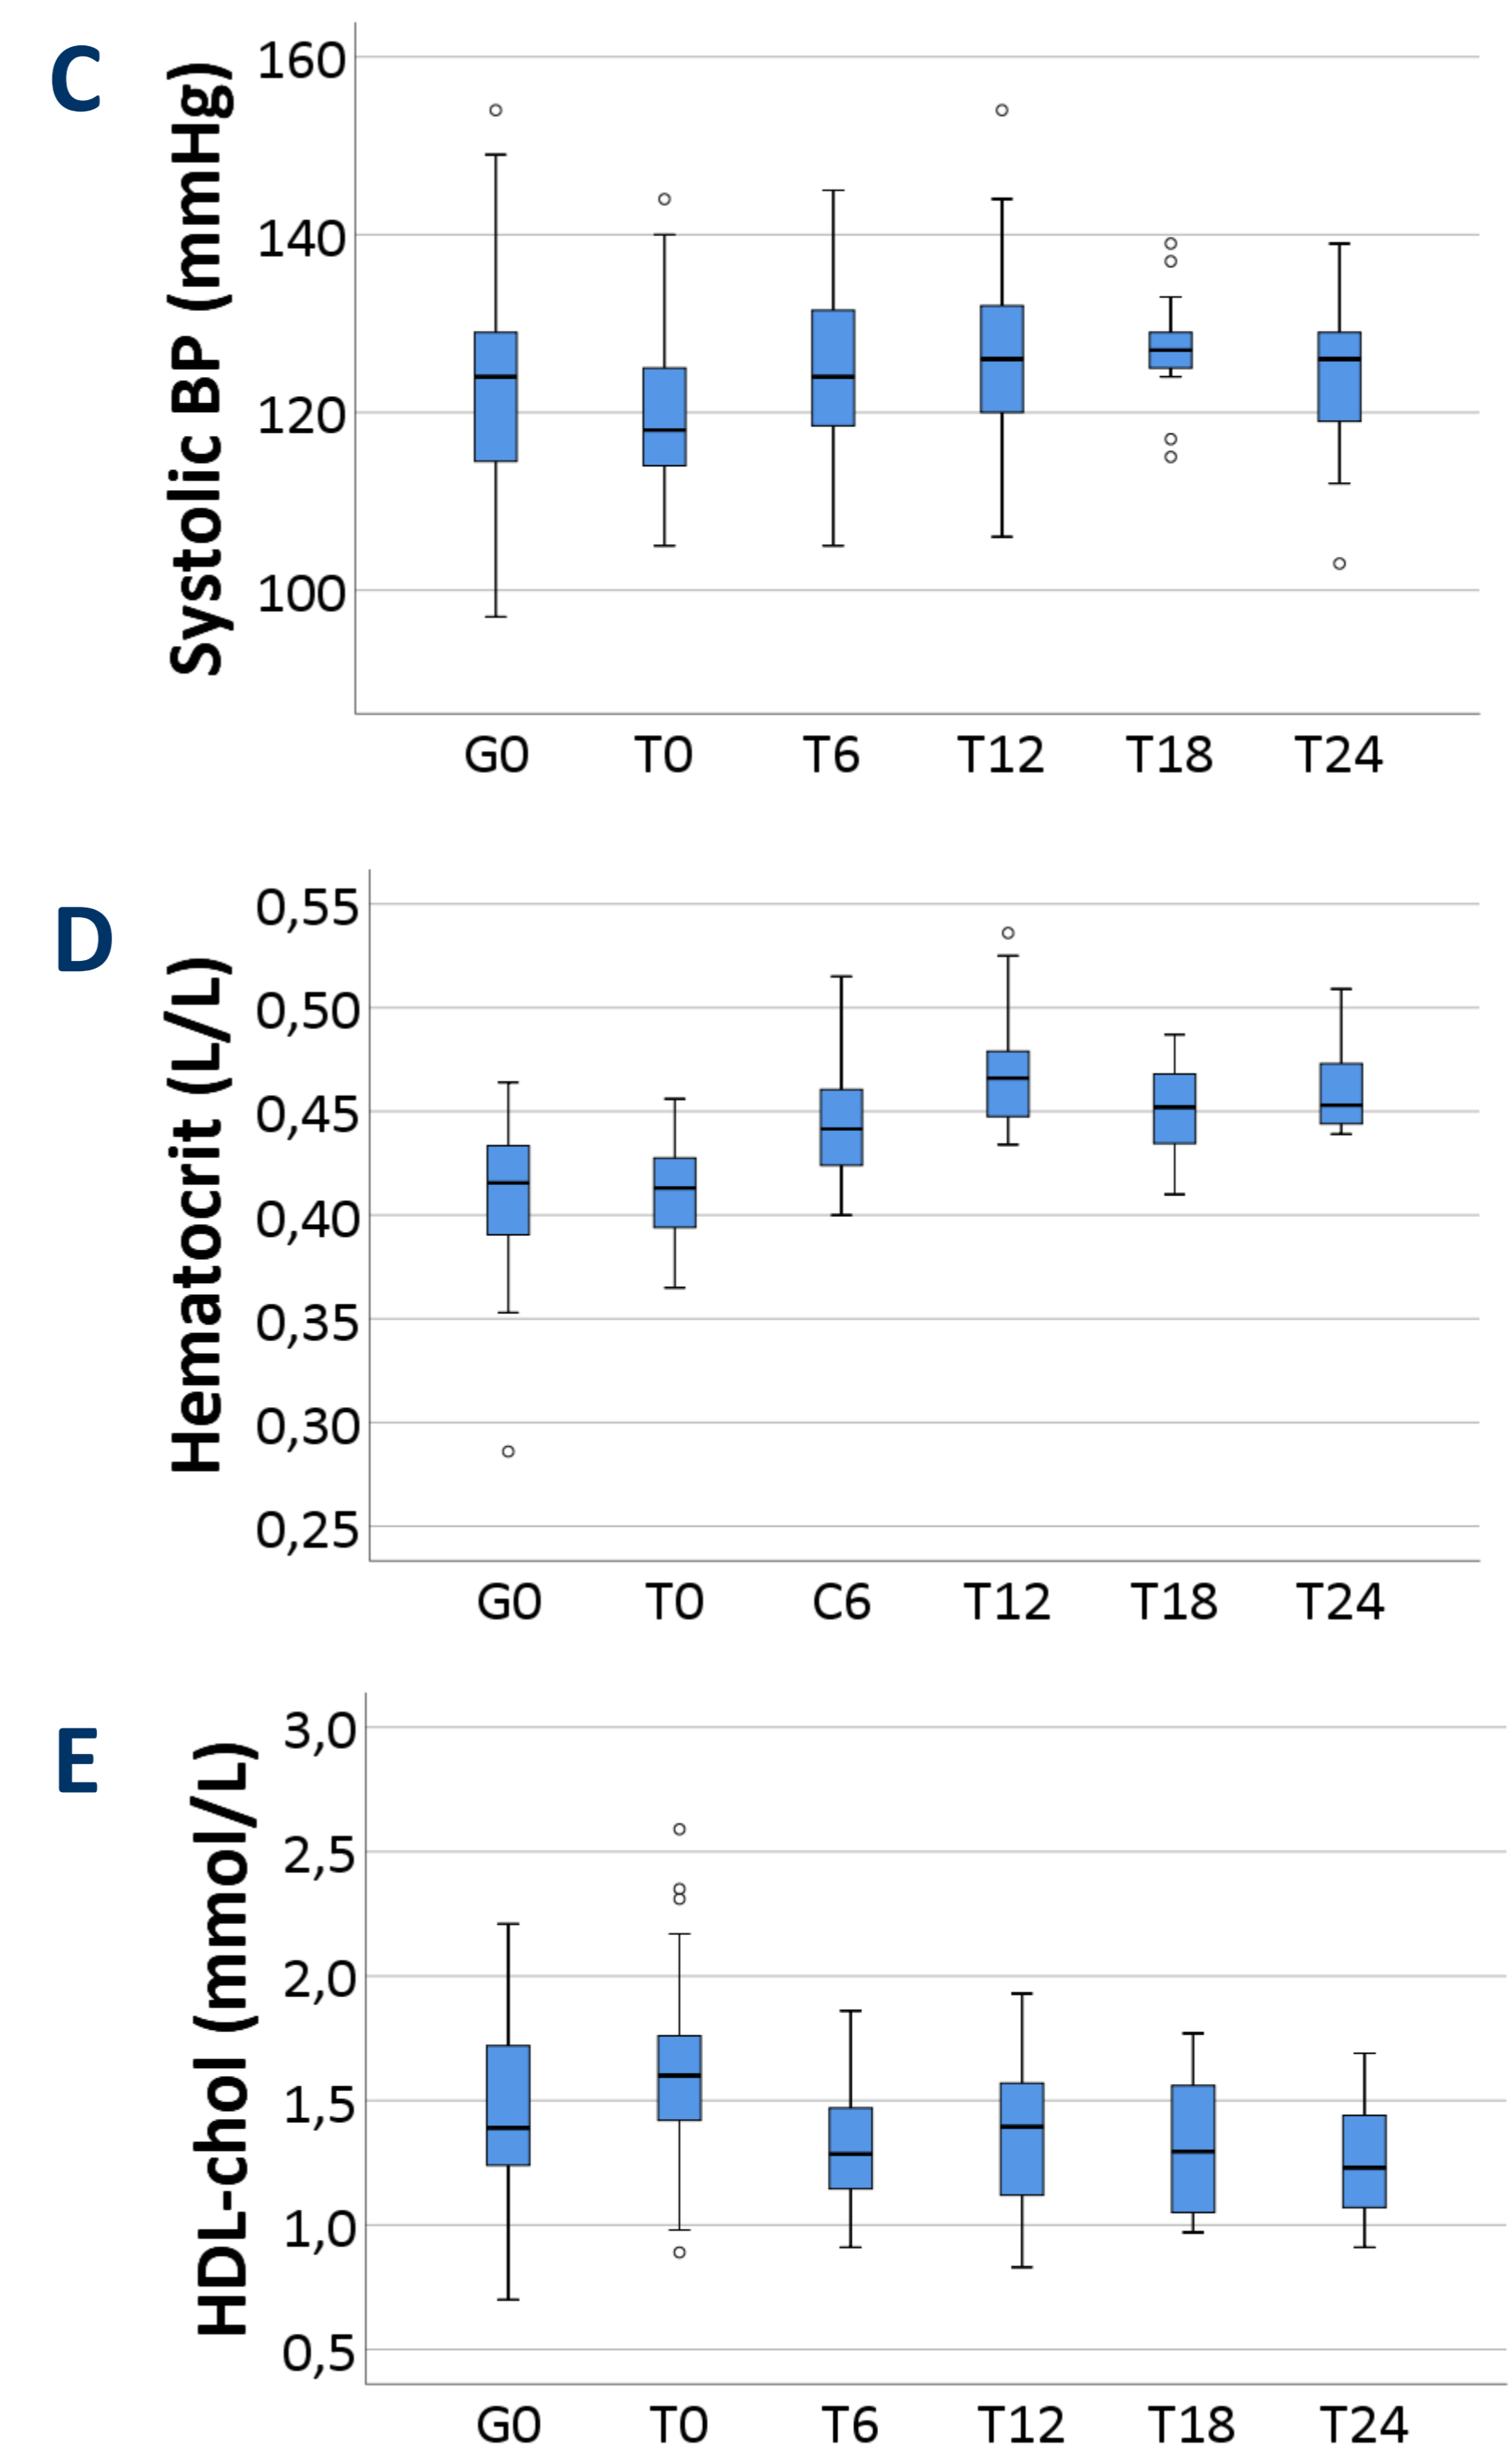 C
Systolic BP (mmHg)
160
140
120
100
G0 T0 T6 T12 T18 T24
D
Hematocrit (L/L)
0,55
0,50
0,45
0,40
0,35
0,30
0,25
G0 T0 C6 T12 T18 T24
E
HDL-chol (mmol/L)
3,0
2,5
2,0
1,5
1,0
0,5
G0 T0 T6 T12 T18 T24